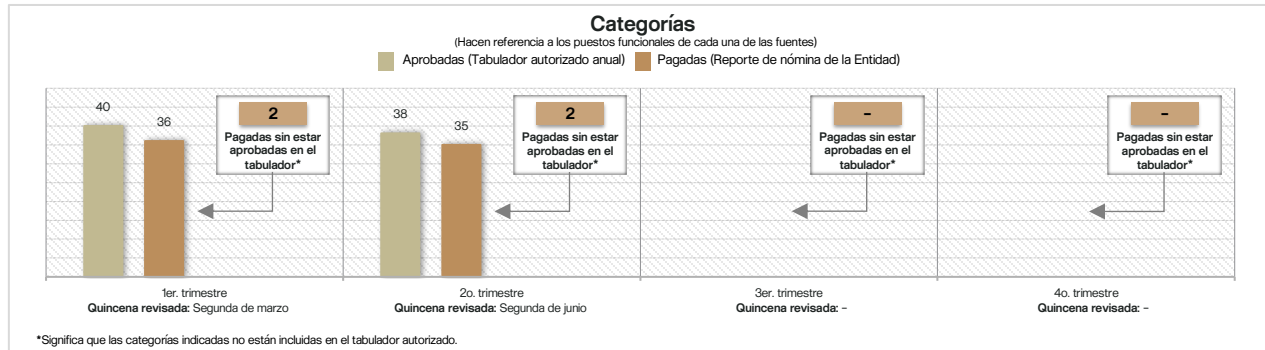 Categorías
(Hacen referencia a los puestos funcionales de cada una de las fuentes)
Aprobadas (Tabulador autorizado anual)
Pagadas (Reporte de nómina de la Entidad)
40
36
2
Pagadas sin estar
aprobadas en el
tabulador*
38
35
2
Pagadas sin estar
aprobadas en el
tabulador*
–
Pagadas sin estar
aprobadas en el
tabulador*
–
Pagadas sin estar
aprobadas en el
tabulador*
1er. trimestre
Quincena revisada: Segunda de marzo
2o. trimestre
Quincena revisada: Segunda de junio
3er. trimestre
Quincena revisada: –
4o. trimestre
Quincena revisada: –
*Significa que las categorías indicadas no están incluidas en el tabulador autorizado.